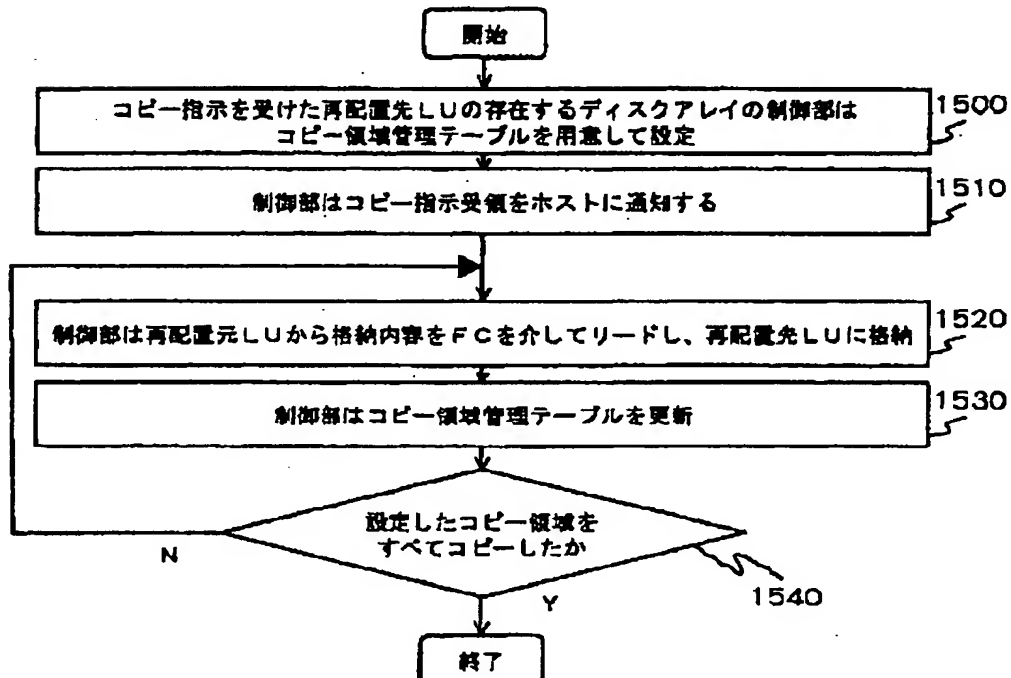 開始
コピー指示を受けた再配置先LUの存在するディスクアレイの制御部は
コピー領域管理テーブルを用意して設定
1500
制御部はコピー指示受領をホストに通知する
1510
制御部は再配置元LUから格納内容をFCを介してリードし、再配置先LUに格納
1520
制御部はコピー領域管理テーブルを更新
1530
設定したコピー領域を
すべてコピーしたか
N
Y
1540
終了